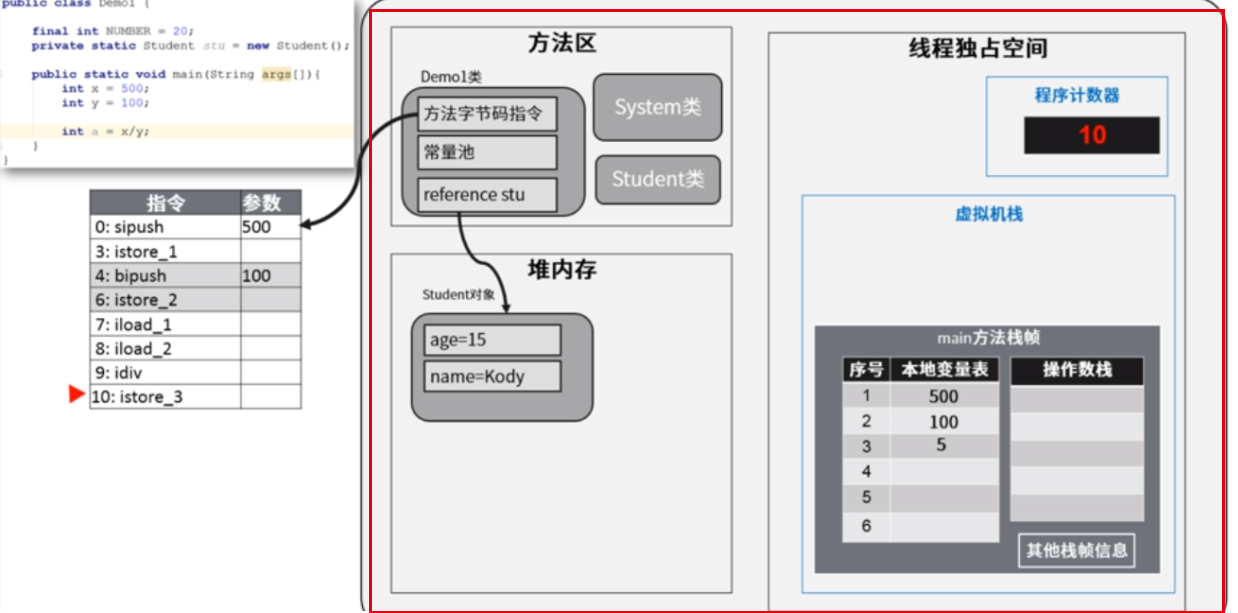 public class Demo1 {
final int NUMBER = 20;
private static Student stu = new Student();
public static void main(String args[]){
int x = 500;
int y = 100;
int a = x/y;
}
}
指令 参数
0: sipush 500
3: istore_1
4: bipush 100
6: istore_2
7: iload_1
8: iload_2
9: idiv
10: istore_3
方法区
Demo1类
方法字节码指令
常量池
reference stu
System类
Student类
堆内存
Student对象
age=15
name=Kody
线程独占空间
程序计数器
10
虚拟机栈
main方法栈帧
序号 本地变量表 操作数栈
1 500
2 100
3 5
4
5
6
其他栈帧信息